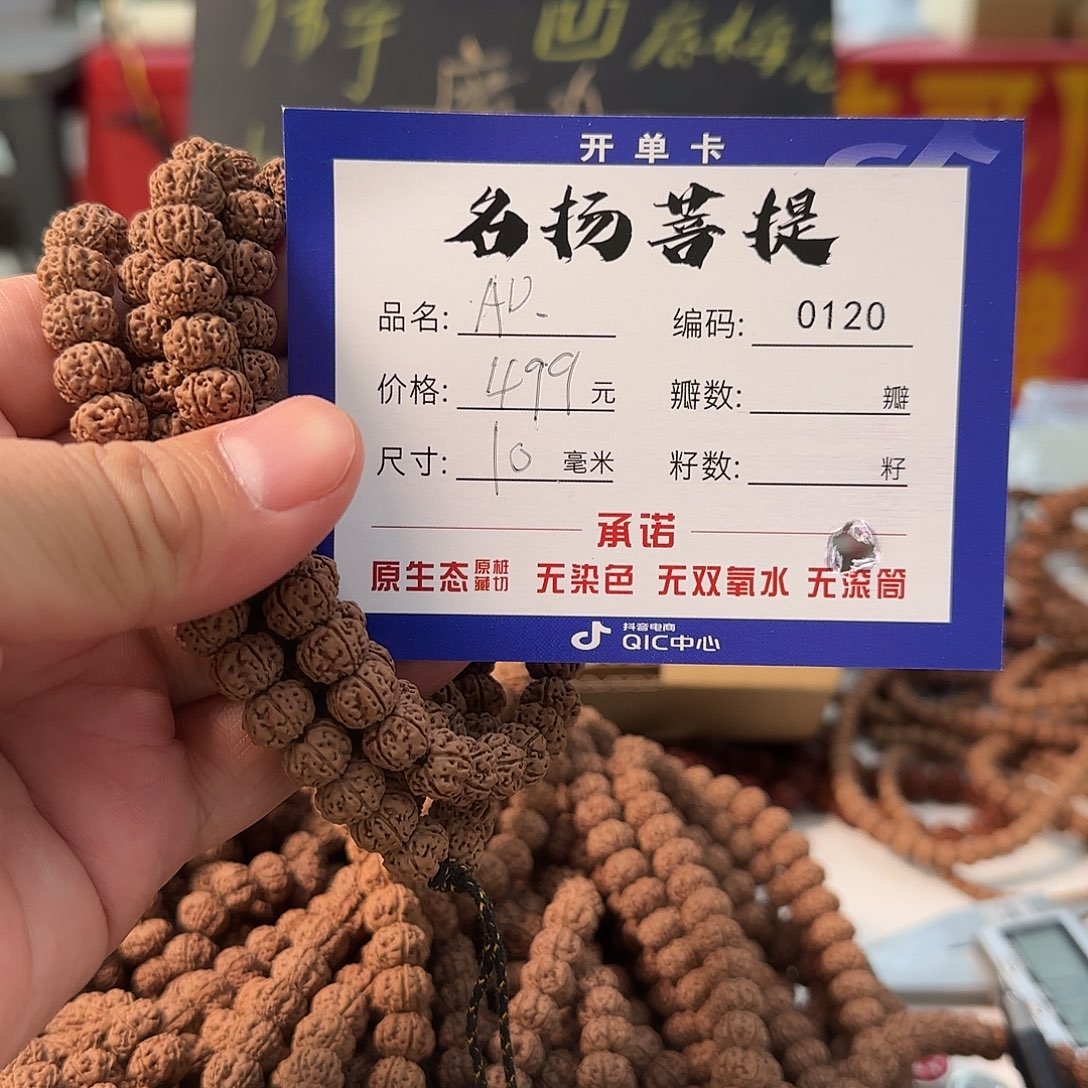 开单卡
名扬菩提
品名: AD. 编码: 0120
价格: 499 元 瓣数: 瓣
尺寸: 10 毫米 籽数: 籽
承诺
原生态 原桩藏切 无染色 无双氧水 无滚筒
抖音电商
QIC中心